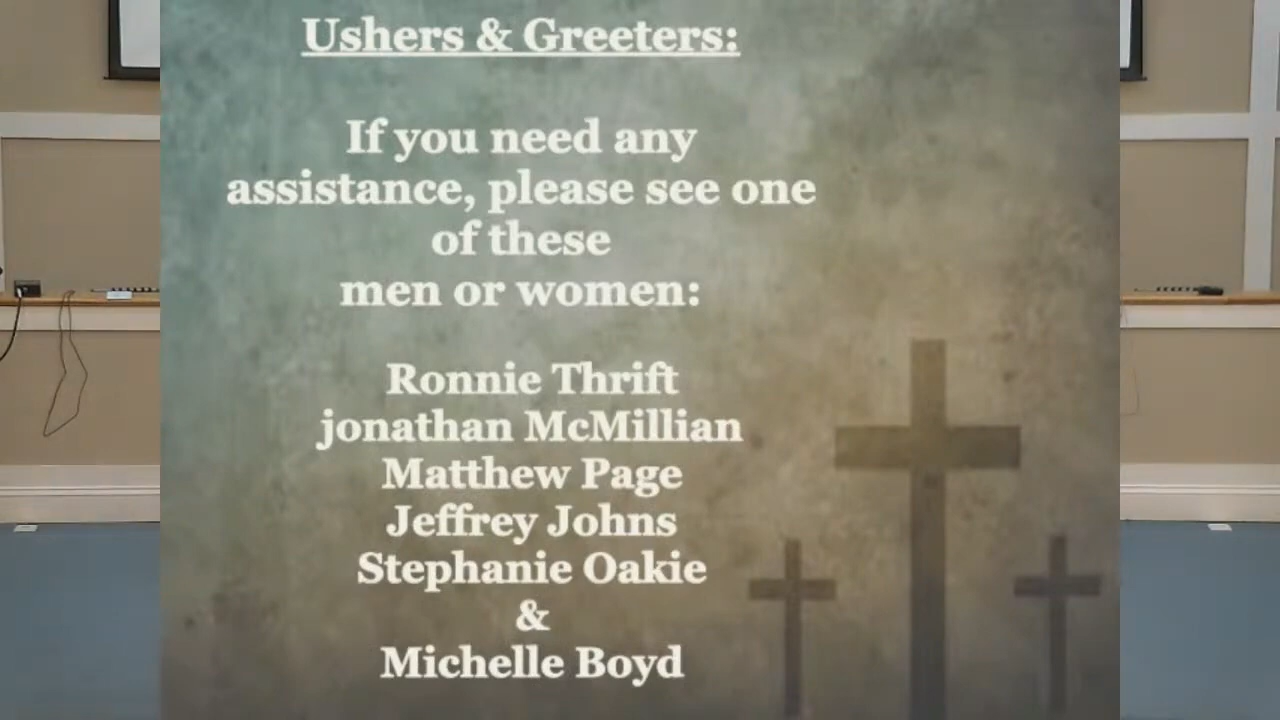 Ushers & Greeters:
If you need any
assistance, please see one
of these
men or women:
Ronnie Thrift
jonathan McMillian
Matthew Page
Jeffrey Johns
Stephanie Oakie
&
Michelle Boyd